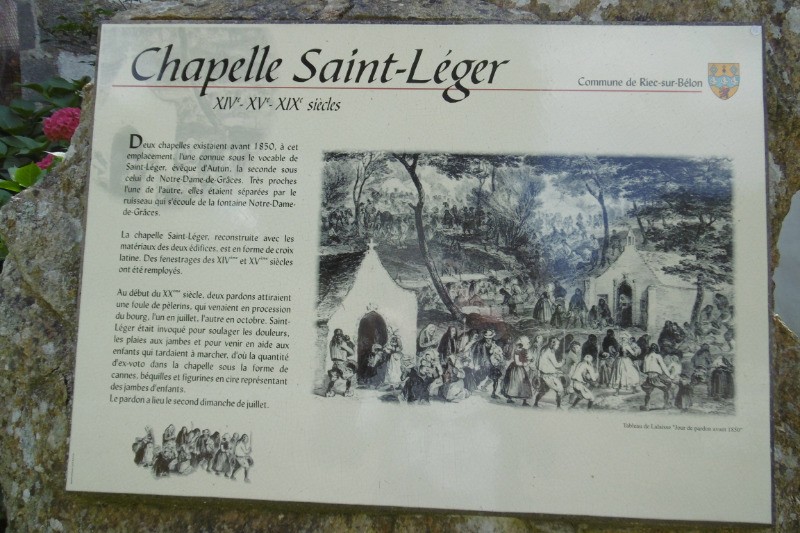 Chapelle Saint-Léger
Commune de Riec-sur-Bélon
XIVe- XVe- XIXe siècles
Deux chapelles existaient avant 1850, à cet
emplacement, l'une connue sous le vocable de
Saint-Léger, évêque d'Autun, la seconde sous
celui de Notre-Dame-de-Grâces. Très proches
l'une de l'autre, elles étaient séparées par le
ruisseau qui s'écoule de la fontaine Notre-Dame-
de-Grâces.
La chapelle Saint-Léger, reconstruite avec les
matériaux des deux édifices, est en forme de croix
latine. Des fenestrages des XIVème et XVème siècles
ont été remployés.
Au début du XXème siècle, deux pardons attiraient
une foule de pèlerins, qui venaient en procession
du bourg, l'un en juillet, l'autre en octobre. Saint-
Léger était invoqué pour soulager les douleurs,
les plaies aux jambes et pour venir en aide aux
enfants qui tardaient à marcher, d'où la quantité
d'ex-voto dans la chapelle sous la forme de
cannes, béquilles et figurines en cire représentant
des jambes d'enfants.
Le pardon a lieu le second dimanche de juillet.
Tableau de "Jour de pardon avant 1850"